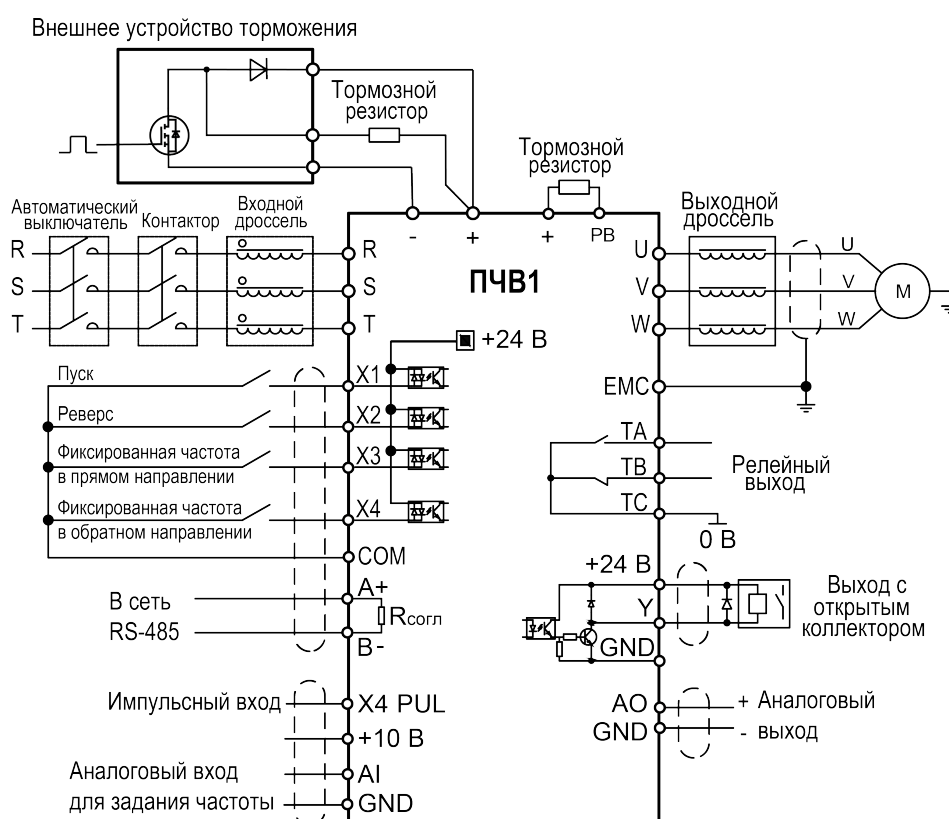 Внешнее устройство торможения
Тормозной
резистор
Тормозной
резистор
Автоматический
выключатель
Контактор
Входной
дроссель
Выходной
дроссель
- + + PB
R R
S S
T T
ПЧВ1
U U
V V
W W
M
+24 В
Пуск
X1
EMC
Реверс
X2
Фиксированная частота
в прямом направлении
X3
TA
TB
Релейный
выход
Фиксированная частота
в обратном направлении
X4
TC
0 В
COM
+24 В
A+
В сеть
RS-485
Rсогл
B-
Y
GND
Выход с
открытым
коллектором
Импульсный вход
X4 PUL
+10 В
AO
+ Аналоговый
GND
- выход
Аналоговый вход
для задания частоты
AI
GND